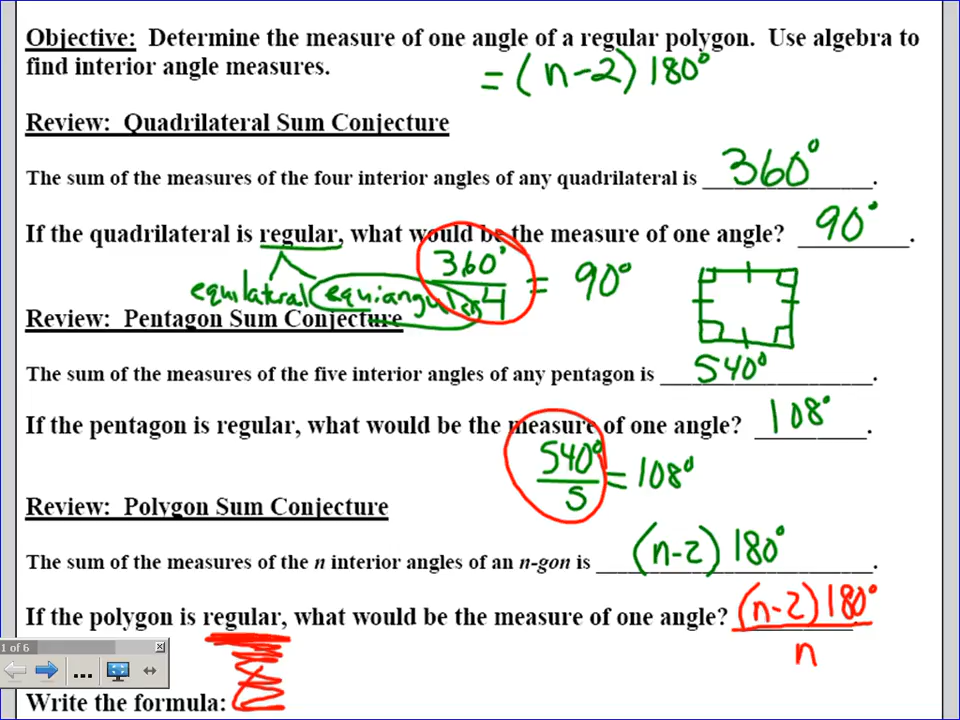 Objective: Determine the measure of one angle of a regular polygon. Use algebra to
find interior angle measures.
= (n-2) 180°
Review: Quadrilateral Sum Conjecture
The sum of the measures of the four interior angles of any quadrilateral is 360°.
If the quadrilateral is regular, what would be the measure of one angle? 90°.
equilateral equiangular 360°/4 = 90°
Review: Pentagon Sum Conjecture
The sum of the measures of the five interior angles of any pentagon is 540°.
If the pentagon is regular, what would be the measure of one angle? 108°.
540°/5 = 108°
Review: Polygon Sum Conjecture
The sum of the measures of the n interior angles of an n-gon is (n-2) 180°.
If the polygon is regular, what would be the measure of one angle? (n-2) 180°
n
1 of 6
Write the formula: